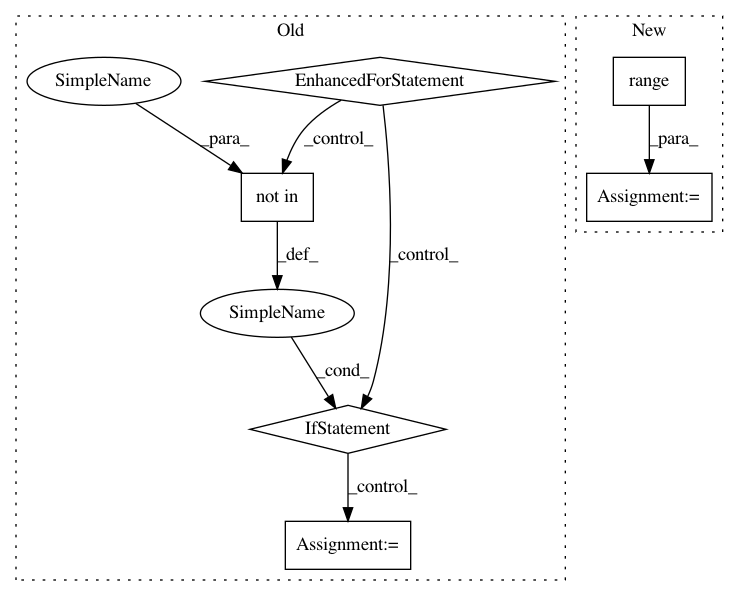 Old
New
SimpleName
EnhancedForStatement
range
_para_
_control_
_para_
not in
Assignment:=
_def_
_control_
SimpleName
_cond_
IfStatement
_control_
Assignment:=